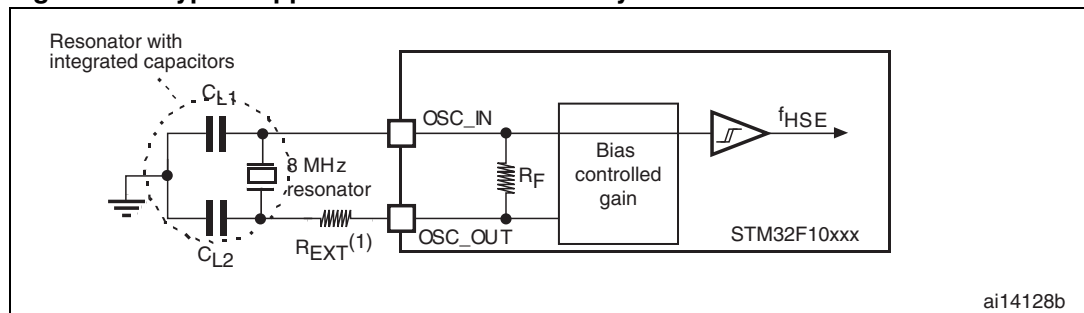 Resonator with
integrated capacitors
CL1
OSC_IN
fHSE
8 MHz
resonator
RF
Bias
controlled
gain
REXT(1)
OSC_OUT
STM32F10xxx
CL2
ai14128b